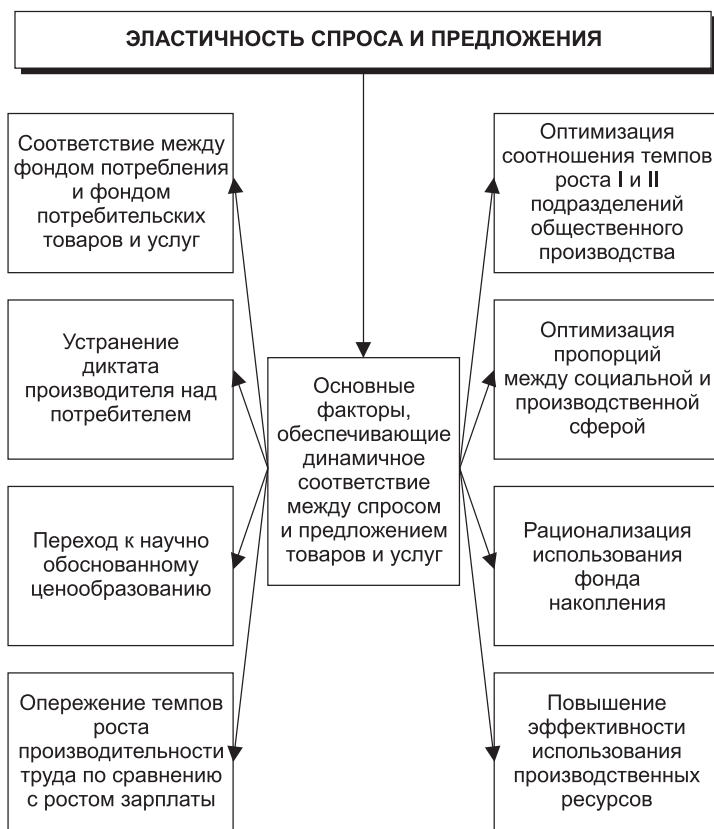 ЭЛАСТИЧНОСТЬ СПРОСА И ПРЕДЛОЖЕНИЯ
Соответствие между
фондом потребления
и фондом
потребительских
товаров и услуг
Устранение
диктата
производителя над
потребителем
Переход к научно
обоснованному
ценообразованию
Опережение темпов
роста
производительности
труда по сравнению
с ростом зарплаты
Основные
факторы,
обеспечивающие
динамичное
соответствие
между спросом
и предложением
товаров и услуг
Оптимизация
соотношения темпов
роста I и II
подразделений
общественного
производства
Оптимизация
пропорций
между социальной и
производственной
сферой
Рационализация
использования
фонда
накопления
Повышение
эффективности
использования
производственных
ресурсов